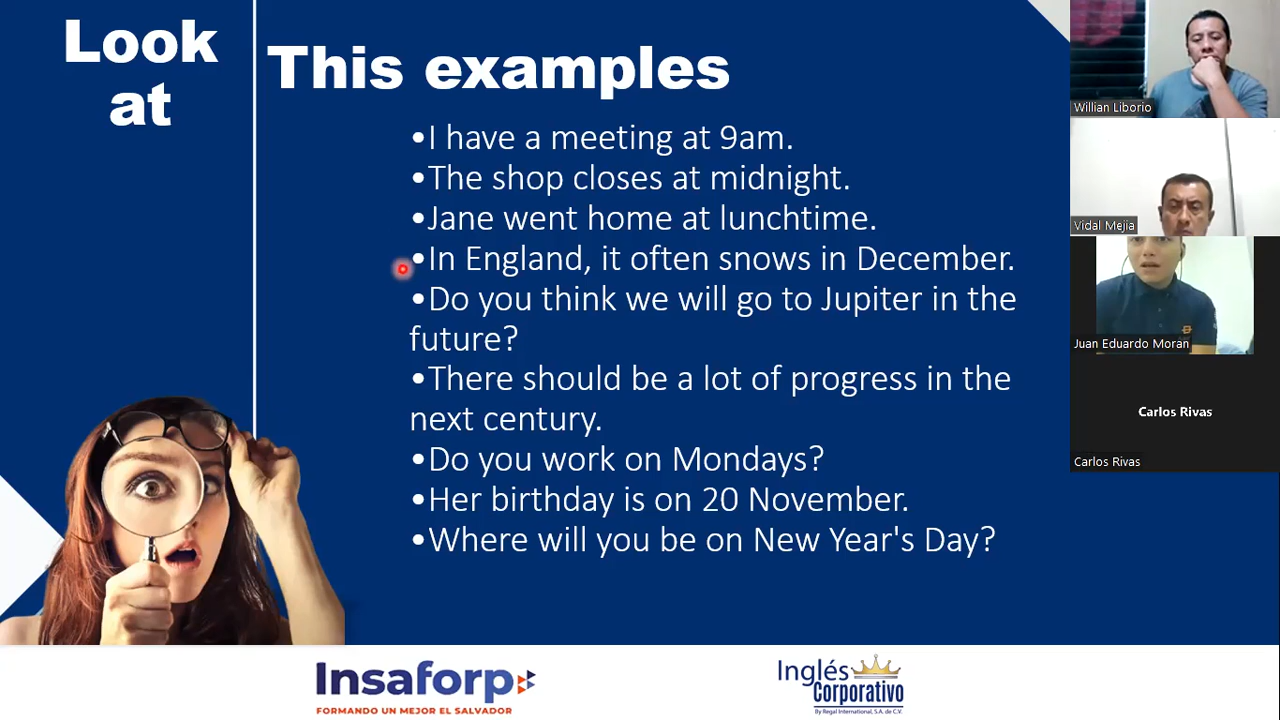 Look
at
This examples
•I have a meeting at 9am.
•The shop closes at midnight.
•Jane went home at lunchtime.
•In England, it often snows in December.
•Do you think we will go to Jupiter in the
future?
•There should be a lot of progress in the
next century.
•Do you work on Mondays?
•Her birthday is on 20 November.
•Where will you be on New Year's Day?
Insaforp
FORMANDO UN MEJOR EL SALVADOR
Inglés
Corporativo
By Regal International, S.A. de C.V.
Willian Liborio
Vidal Mejia
Juan Eduardo Moran
Carlos Rivas
Carlos Rivas